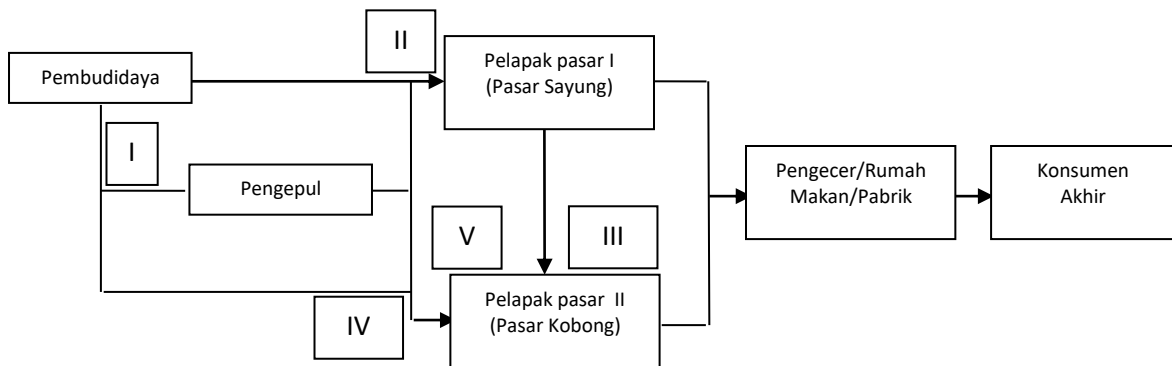 II
Pelapak pasar I
(Pasar Sayung)
Pembudidaya
I
Pengepul
Pengecer/Rumah
Makan/Pabrik
Konsumen
Akhir
V
III
Pelapak pasar II
(Pasar Kobong)
IV